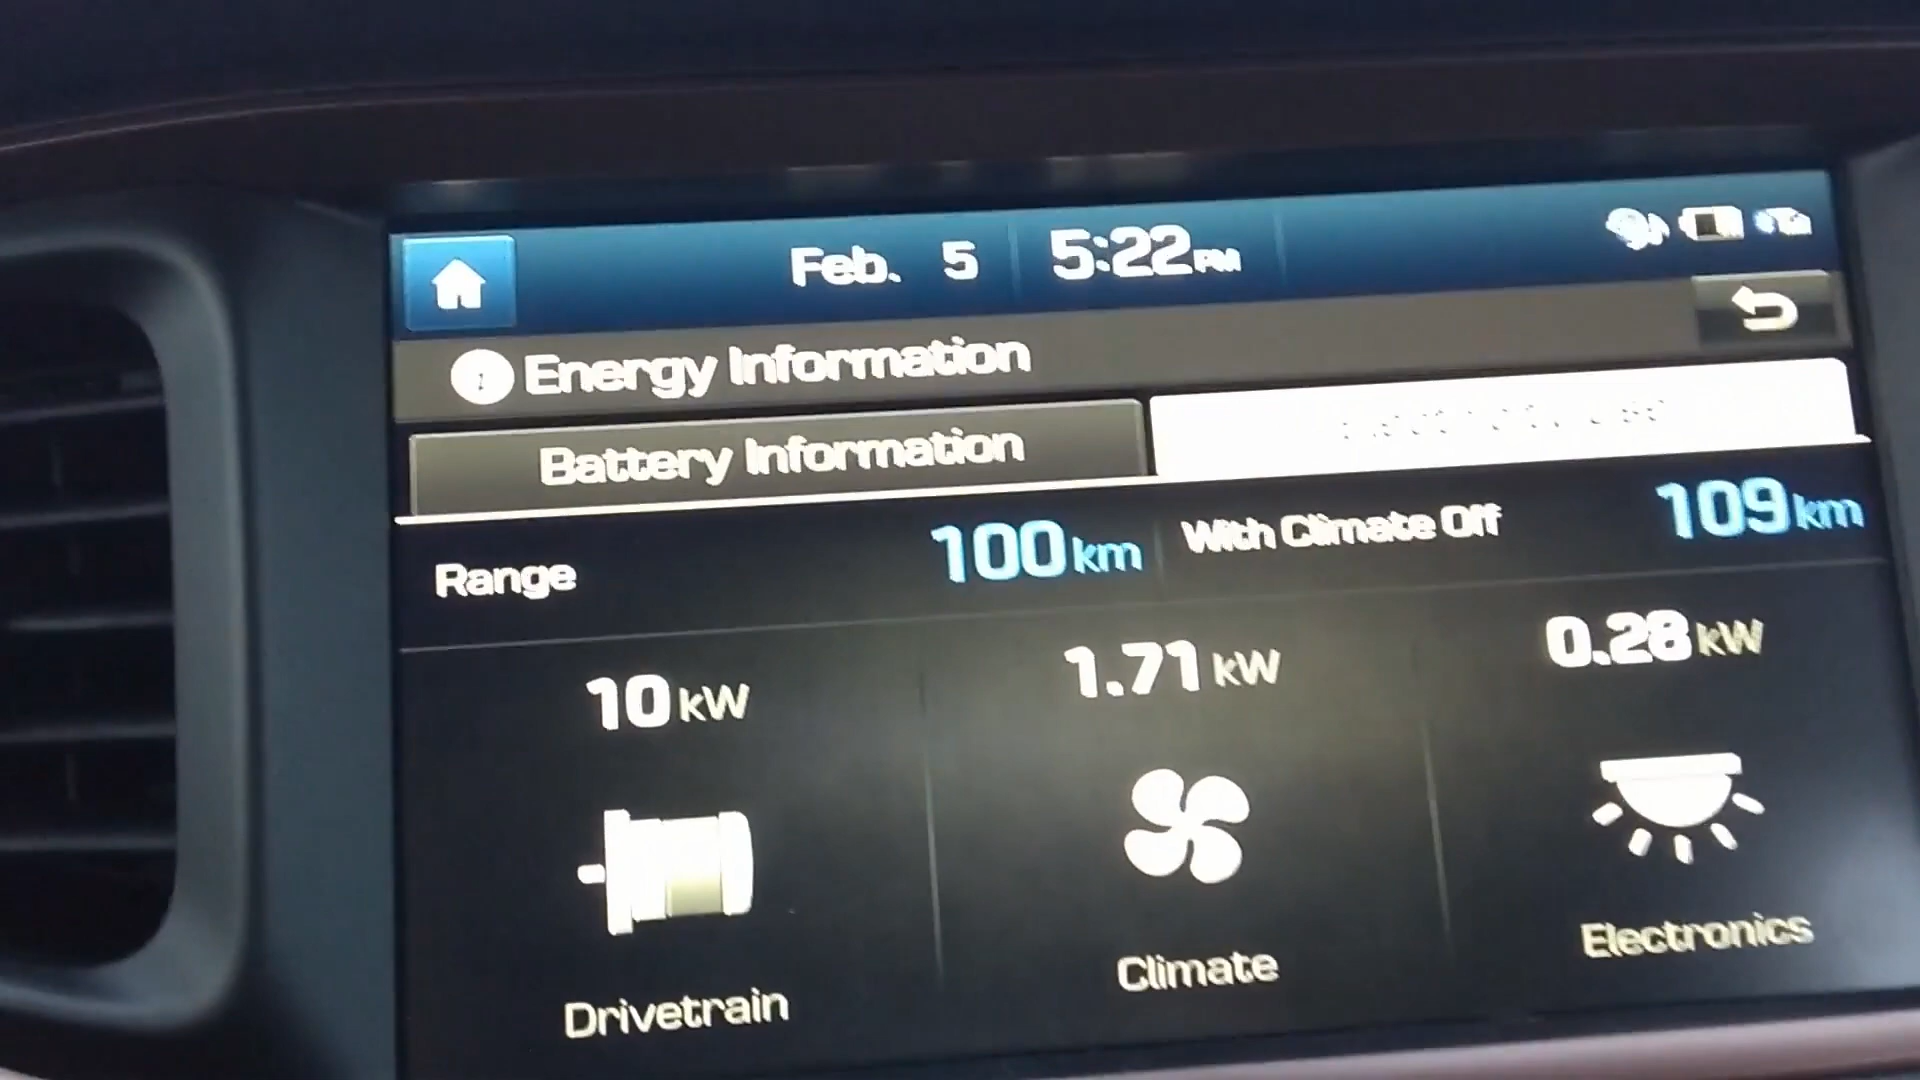 Feb. 5 5:22 PM
Energy Information
Battery Information
Range 100 km With Climate Off 109 km
10 kW 1.71 kW 0.28 kW
Drivetrain Climate Electronics